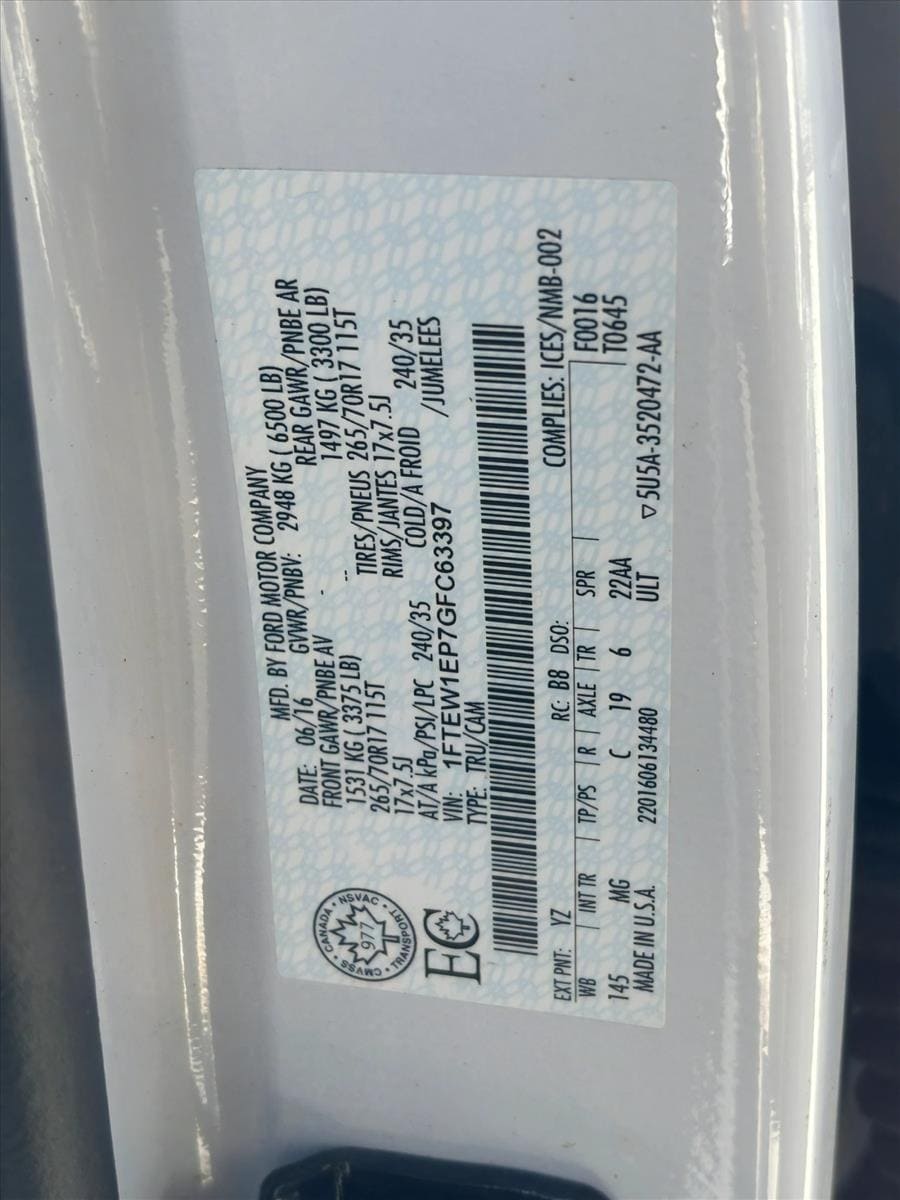 MFD. BY FORD MOTOR COMPANY
DATE: 06/16 GVWR/PNBV: 2948 KG ( 6500 LB)
FRONT GAWR/PNBE AV - REAR GAWR/PNBE AR
1531 KG ( 3375 LB) -- 1497 KG ( 3300 LB)
265/70R17 115T TIRES/PNEUS 265/70R17 115T
17x7.5J RIMS/JANTES 17x7.5J
AT/A kPa/PSI/LPC 240/35 COLD/A FROID 240/35
VIN: 1FTEW1EP7GFC63397 /JUMELEES
TYPE: TRU/CAM
CANADA · NSVAC · TRANSPORT · CMVSS
977
EC
EXT PNT: YZ RC: B8 DSO: COMPLIES: ICES/NMB-002
WB | INT TR | TP/PS | R | AXLE | TR | SPR | F0016
145 MG C 19 6 22AA T0645
MADE IN U.S.A. 2201606134480 ULT ▽ 5U5A-3520472-AA